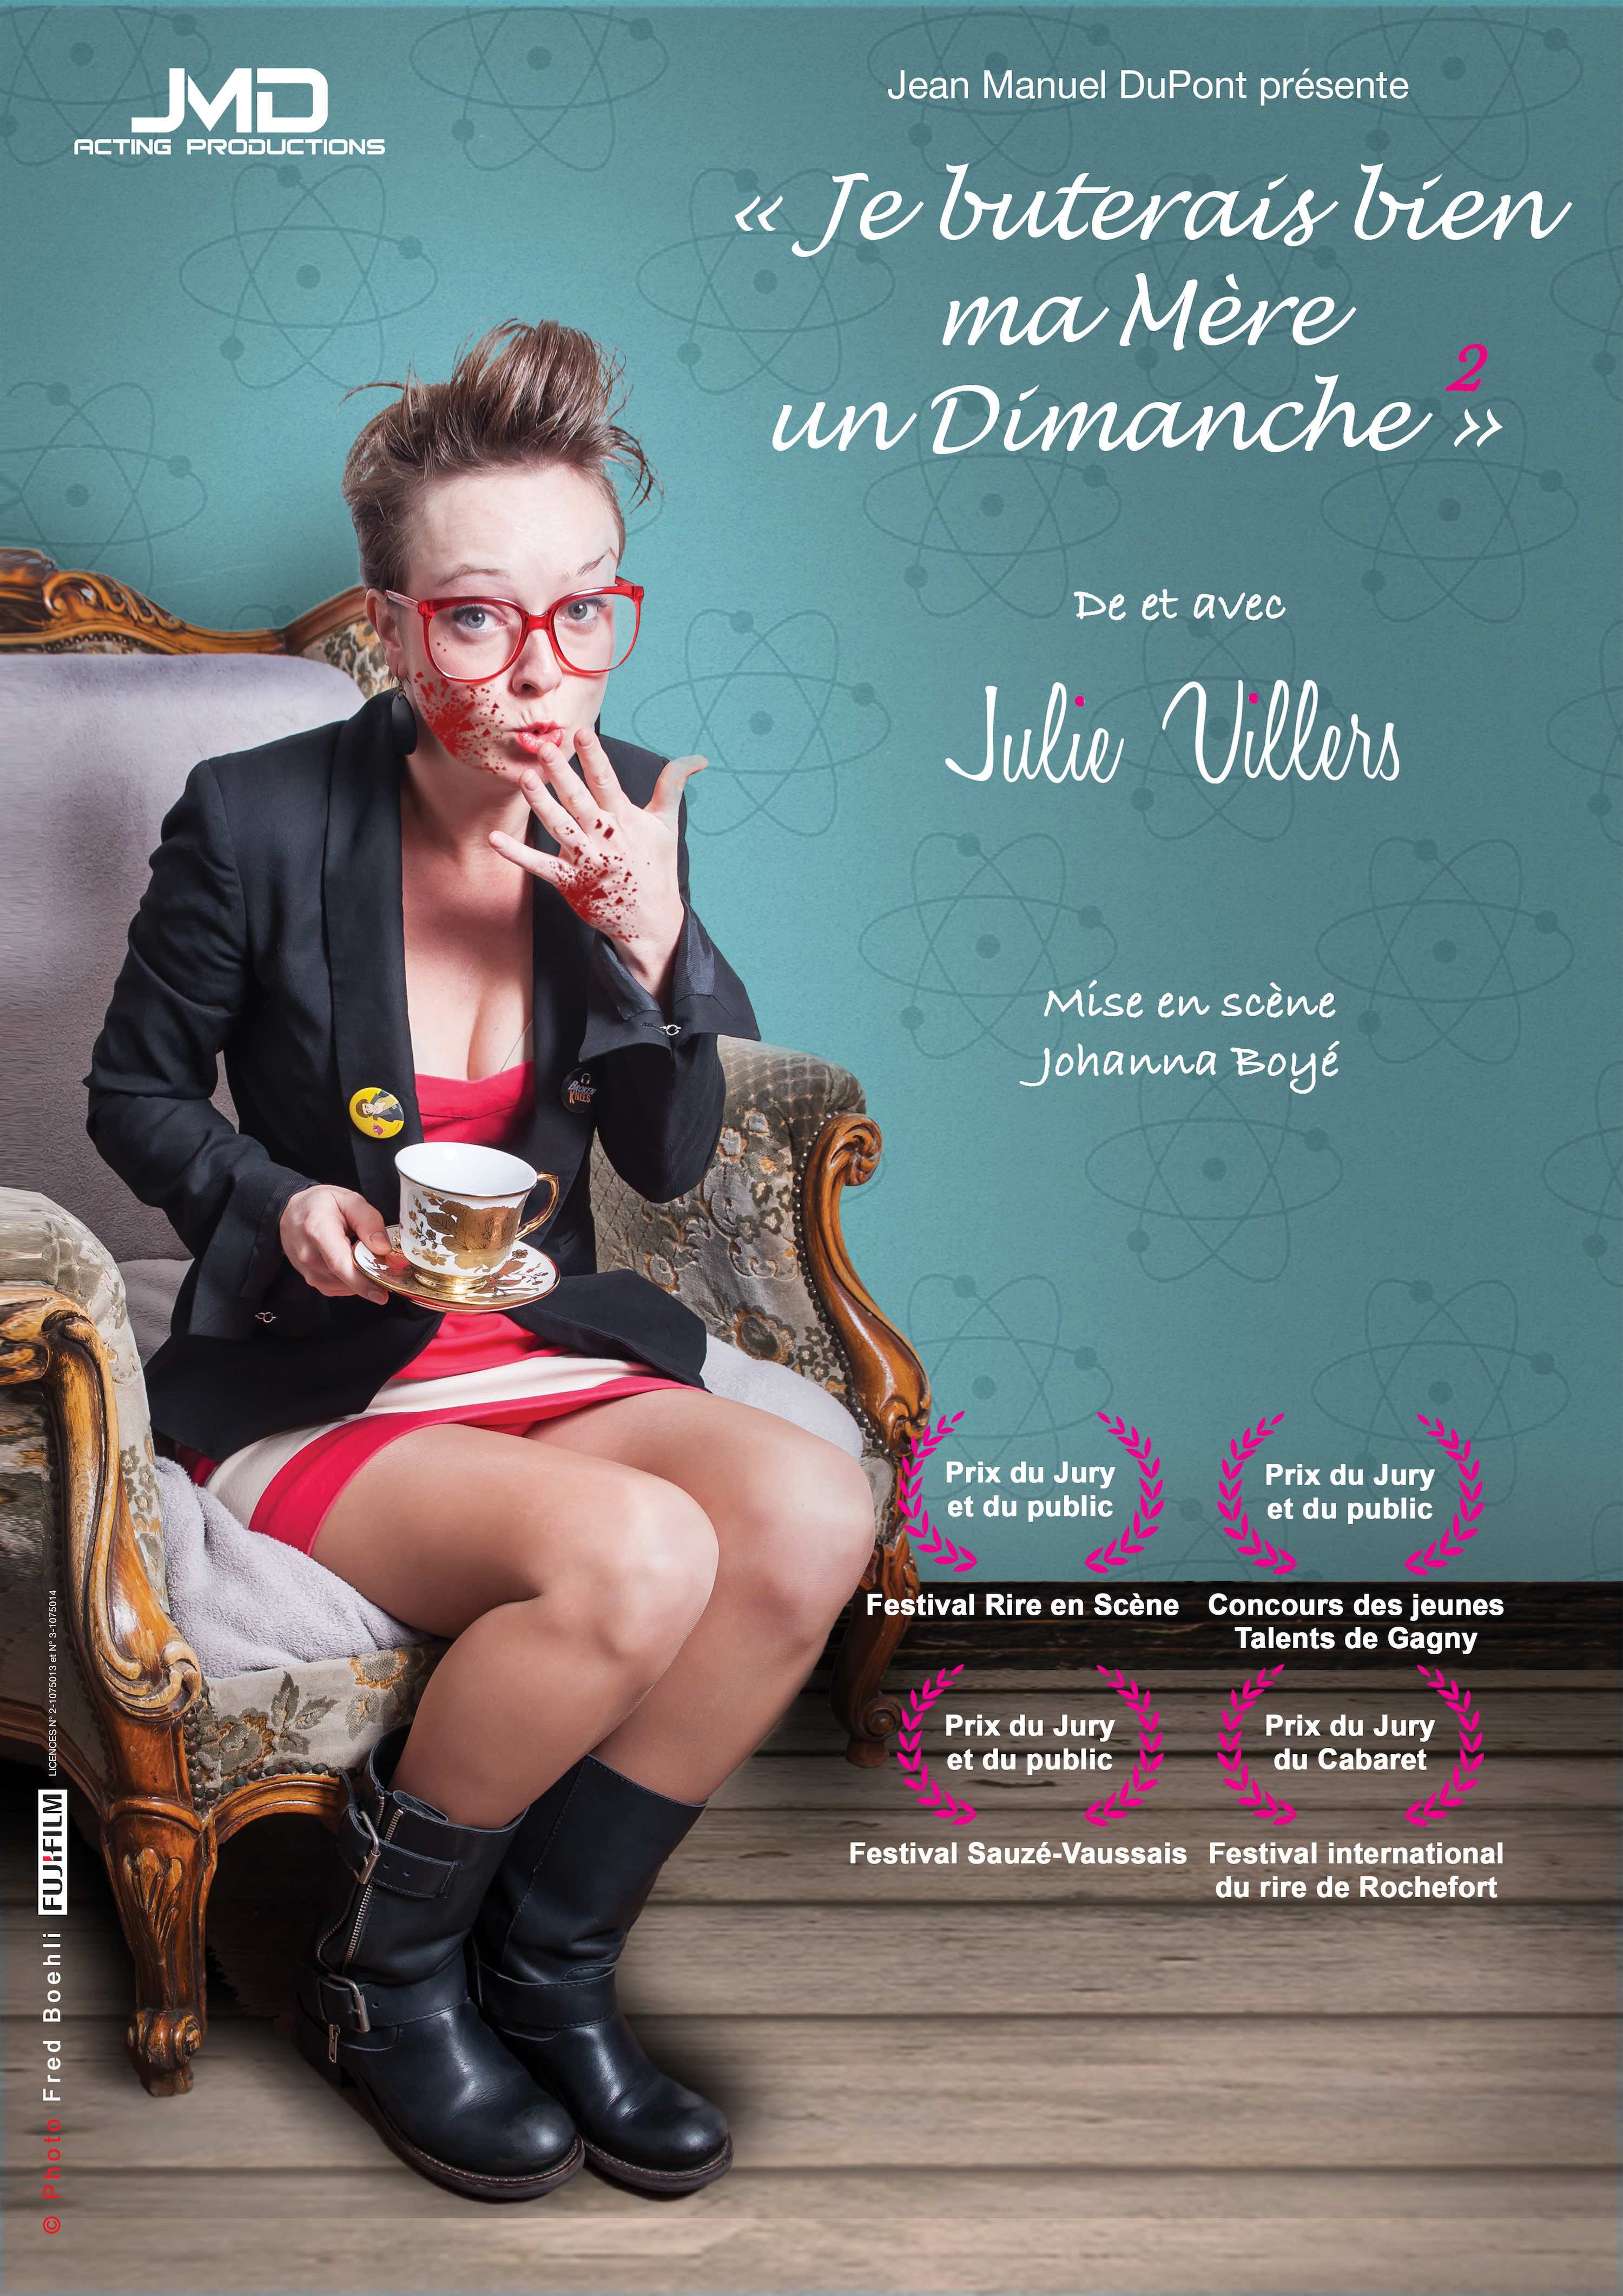 JMD
ACTING PRODUCTIONS
Jean Manuel DuPont présente
« Je buterais bien
ma Mère
un Dimanche 2 »
De et avec
Julie Villers
Mise en scène
Johanna Boyé
BROKEN
KNEES
Prix du Jury
et du public
Festival Rire en Scène
Prix du Jury
et du public
Concours des jeunes
Talents de Gagny
Prix du Jury
et du public
Festival Sauzé-Vaussais
Prix du Jury
du Cabaret
Festival international
du rire de Rochefort
© Photo Fred Boehli FUJIFILM LICENCES N° 2-1075013 et N° 3-1075014